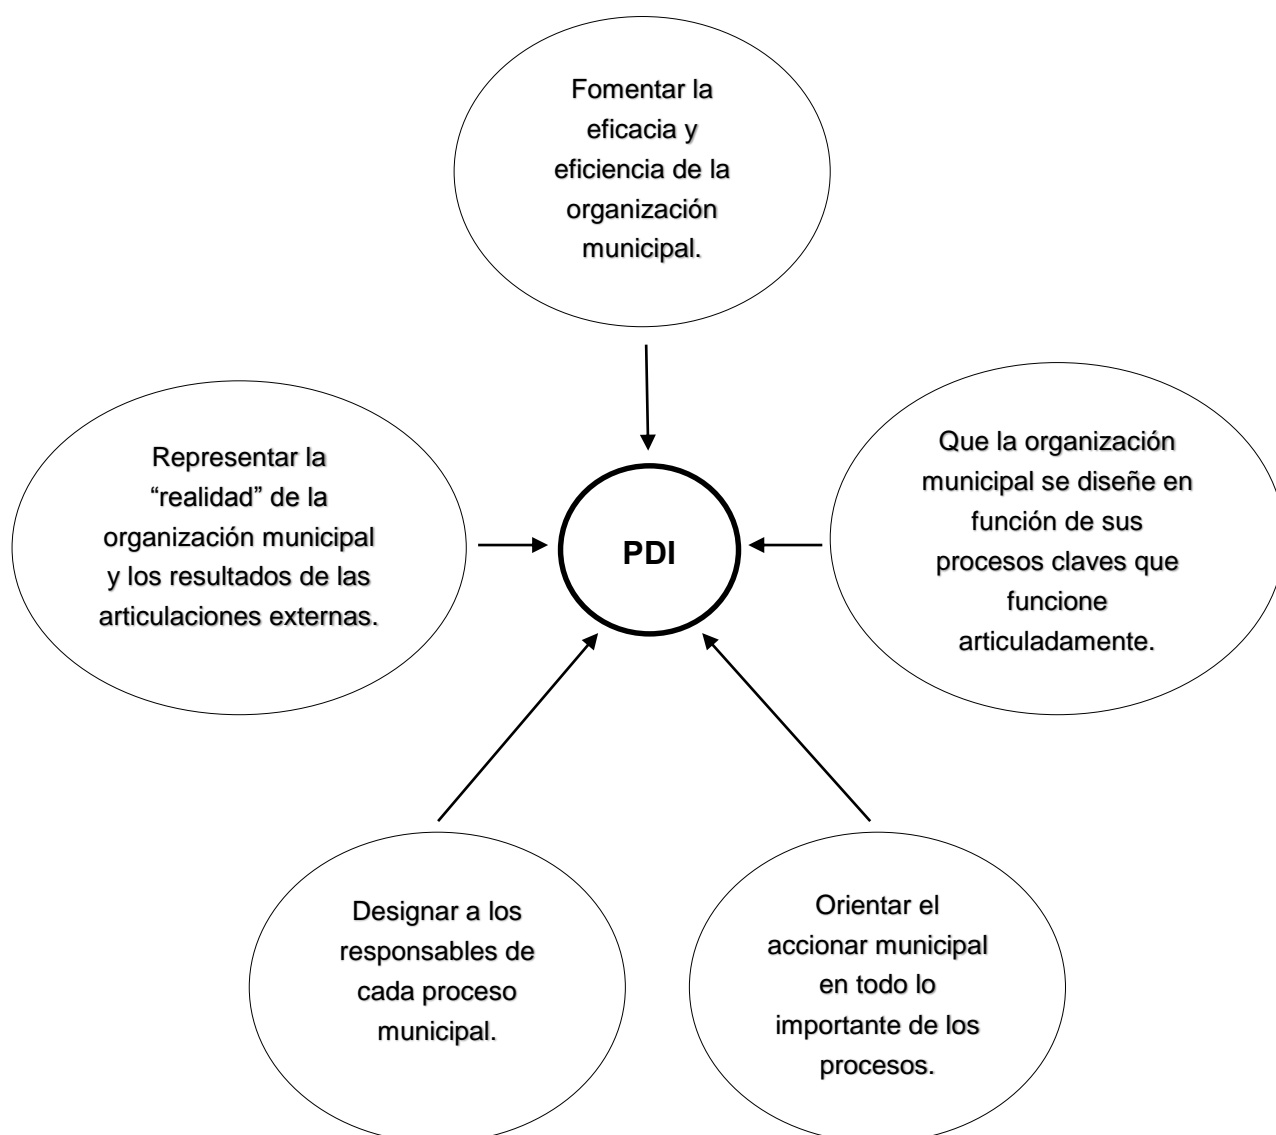 Fomentar la
eficacia y
eficiencia de la
organización
municipal.
Representar la
“realidad” de la
organización municipal
y los resultados de las
articulaciones externas.
PDI
Que la organización
municipal se diseñe en
función de sus
procesos claves que
funcione
articuladamente.
Designar a los
responsables de
cada proceso
municipal.
Orientar el
accionar municipal
en todo lo
importante de los
procesos.